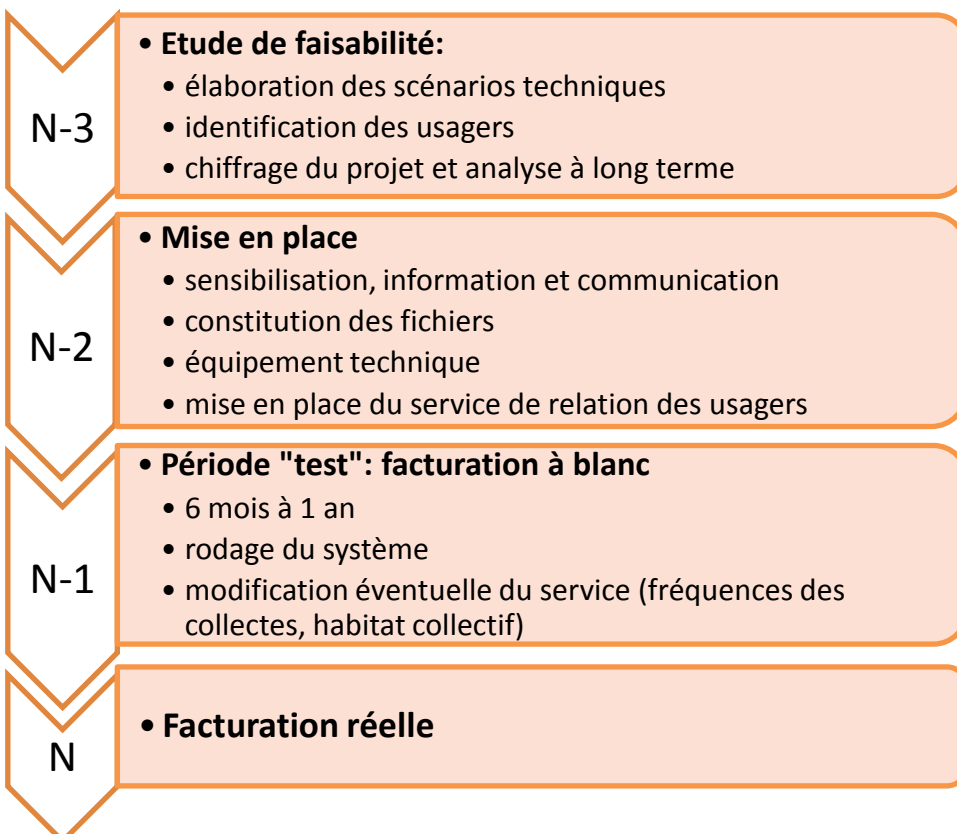 N-3
• Etude de faisabilité:
• élaboration des scénarios techniques
• identification des usagers
• chiffrage du projet et analyse à long terme
N-2
• Mise en place
• sensibilisation, information et communication
• constitution des fichiers
• équipement technique
• mise en place du service de relation des usagers
N-1
• Période "test": facturation à blanc
• 6 mois à 1 an
• rodage du système
• modification éventuelle du service (fréquences des
collectes, habitat collectif)
N
• Facturation réelle